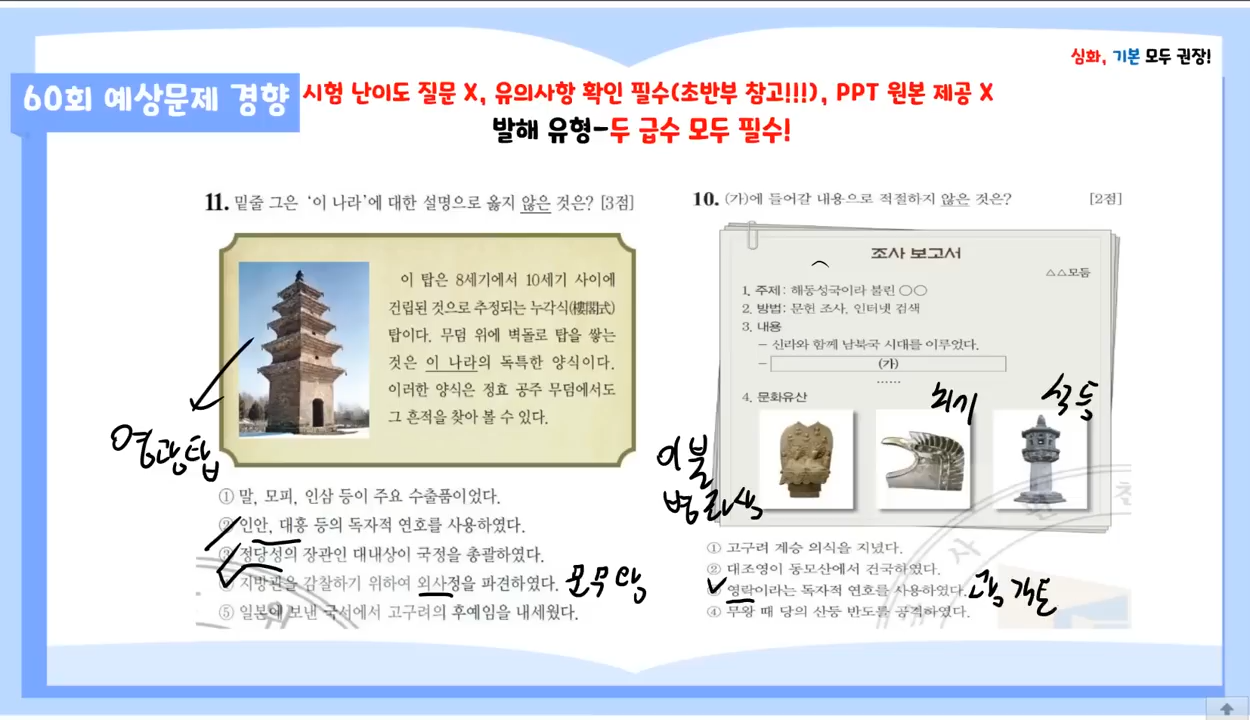 심화, 기본 모두 권장!
60회 예상문제 경향
시험 난이도 질문 X, 유의사항 확인 필수(초반부 참고!!!), PPT 원본 제공 X
발해 유형-두 급수 모두 필수!
11. 밑줄 그은 ‘이 나라’에 대한 설명으로 옳지 않은 것은? [3점]
이 탑은 8세기에서 10세기 사이에
건립된 것으로 추정되는 누각식(樓閣式)
탑이다. 무덤 위에 벽돌로 탑을 쌓는
것은 이 나라의 독특한 양식이다.
이러한 양식은 정효 공주 무덤에서도
그 흔적을 찾아 볼 수 있다.
영광탑
① 말, 모피, 인삼 등이 주요 수출품이었다.
② 인안, 대흥 등의 독자적 연호를 사용하였다.
③ 정당성의 장관인 대내상이 국정을 총괄하였다.
④ 지방관을 감찰하기 위하여 외사정을 파견하였다.
⑤ 일본에 보낸 국서에서 고구려의 후예임을 내세웠다.
10. (가)에 들어갈 내용으로 적절하지 않은 것은? [2점]
조사 보고서
△△모둠
1. 주제: 해동성국이라 불린 ○○
2. 방법: 문헌 조사, 인터넷 검색
3. 내용
- 신라와 함께 남북국 시대를 이루었다.
- (가)
······
4. 문화유산
치미
석등
이불
병좌상
① 고구려 계승 의식을 지녔다.
② 대조영이 동모산에서 건국하였다.
③ 영락이라는 독자적 연호를 사용하였다.
④ 무왕 때 당의 산둥 반도를 공격하였다.